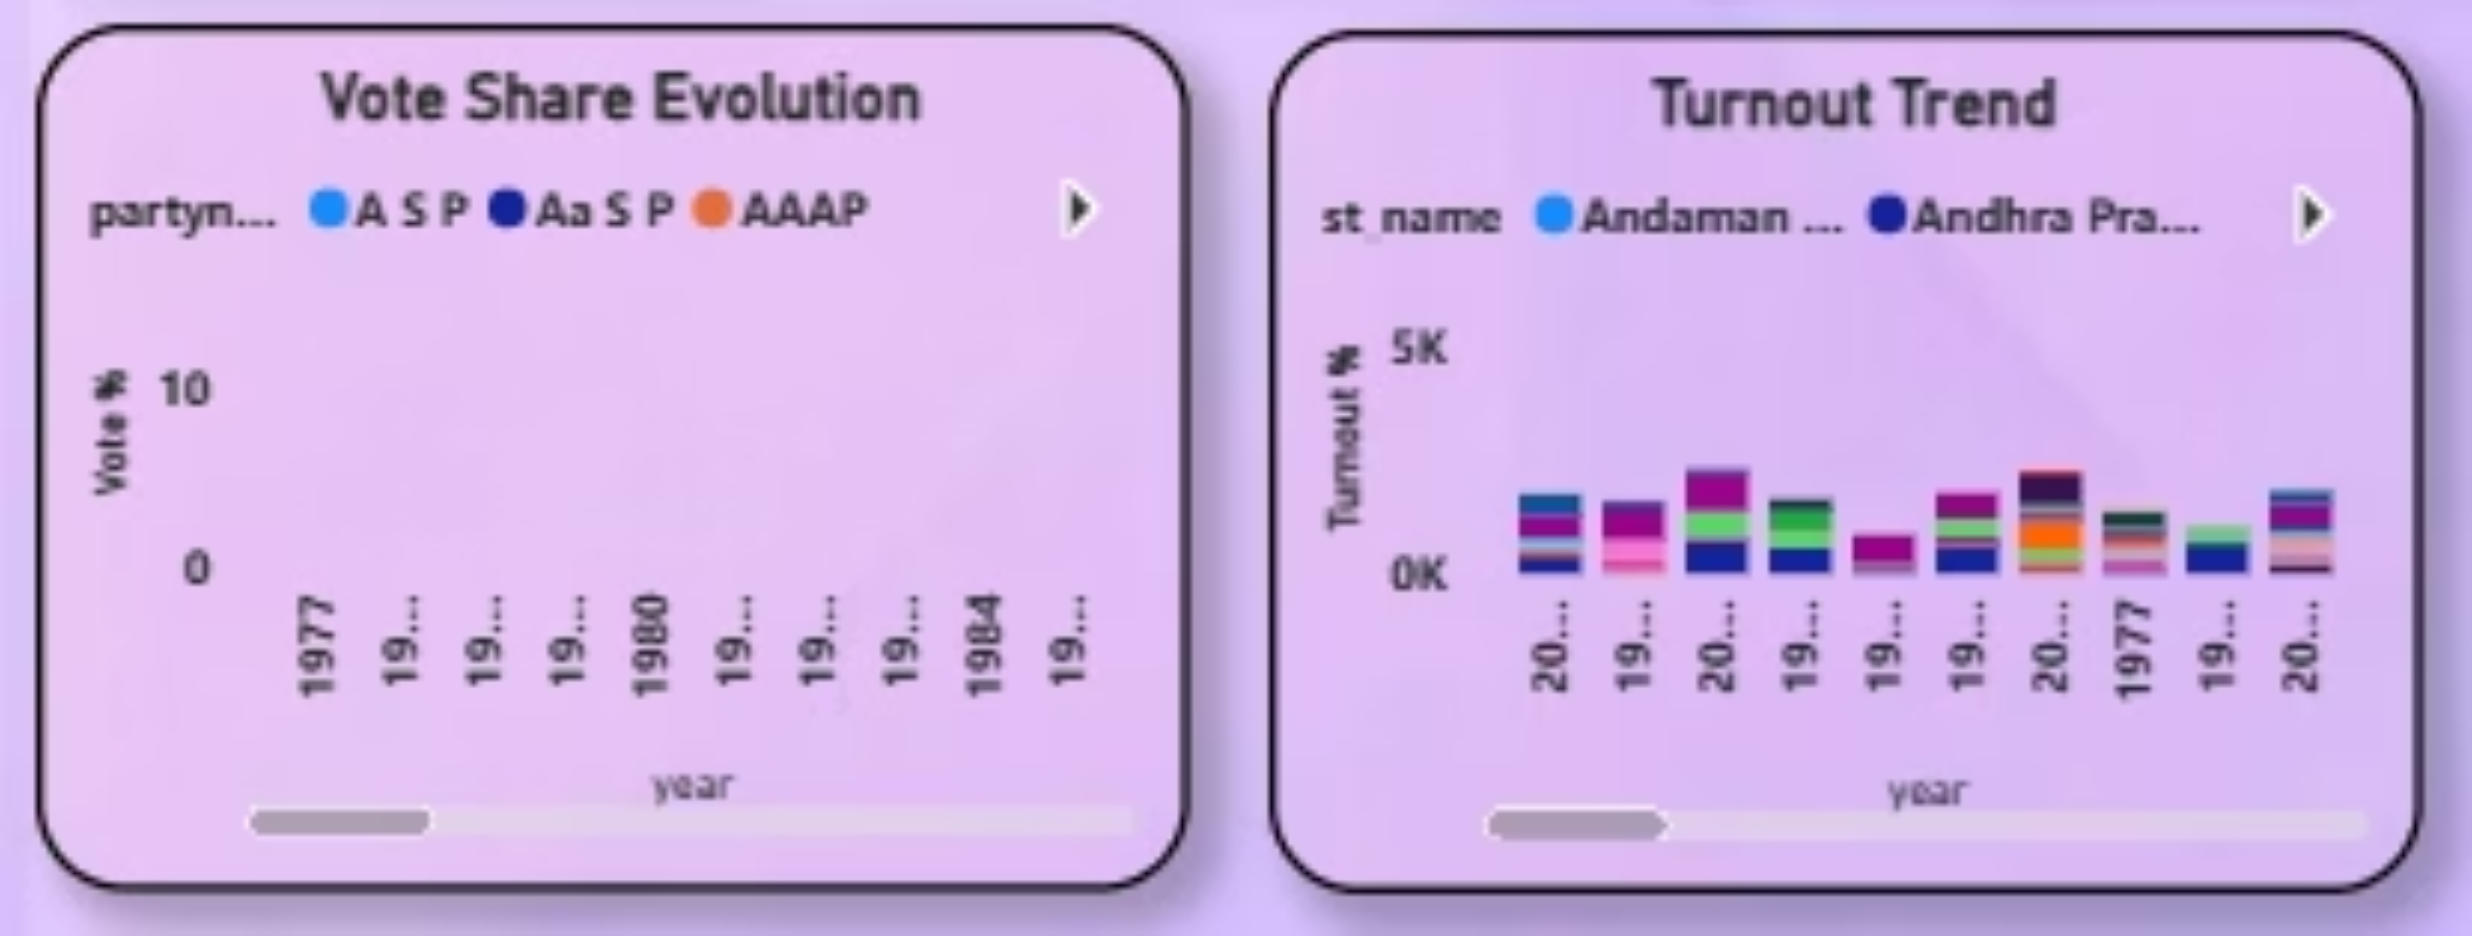 Vote Share Evolution
partyn... A S P Aa S P AAAP
Vote %
10
0
1977 19... 19... 19... 1980 19... 19... 19... 1984 19...
year
Turnout Trend
st_name Andaman ... Andhra Pra...
Turnout %
5K
0K
20... 19... 20... 19... 19... 19... 20... 1977 19... 20...
year